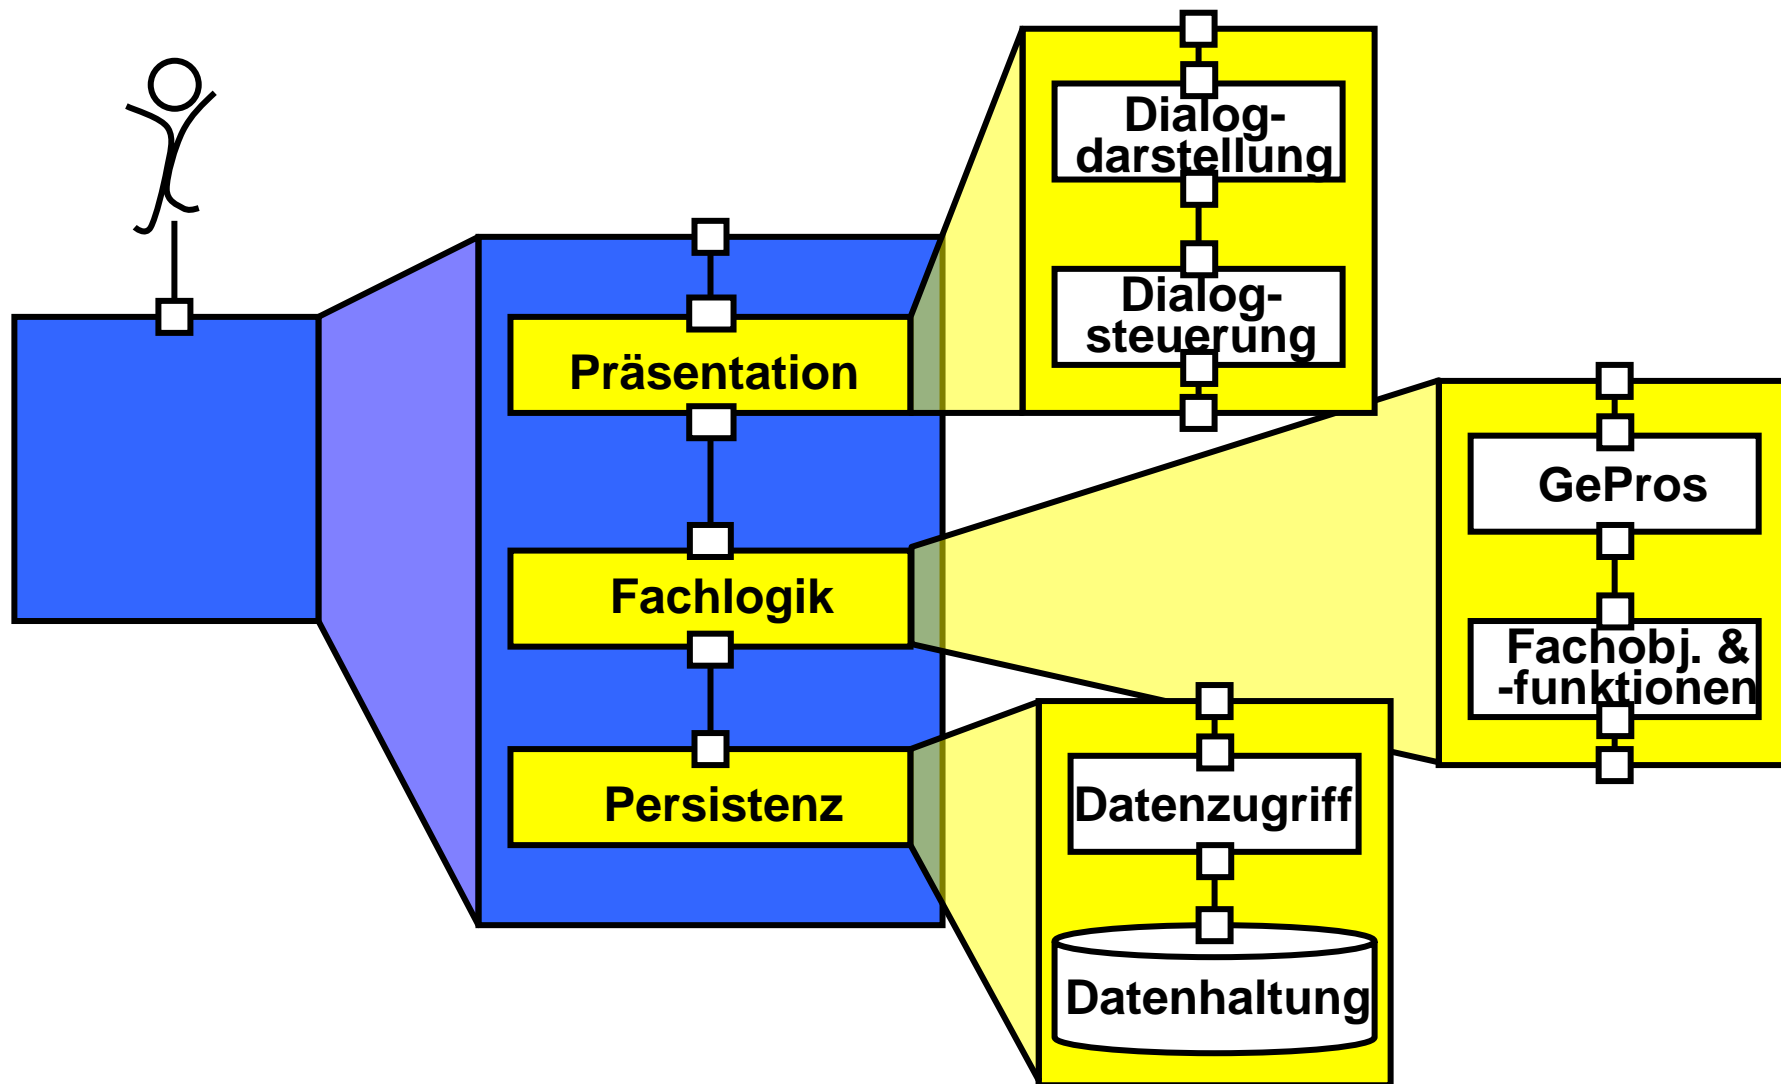 Dialog-
darstellung
Dialog-
steuerung
Präsentation
GePros
Fachlogik
Fachobj. &
-funktionen
Persistenz
Datenzugriff
Datenhaltung